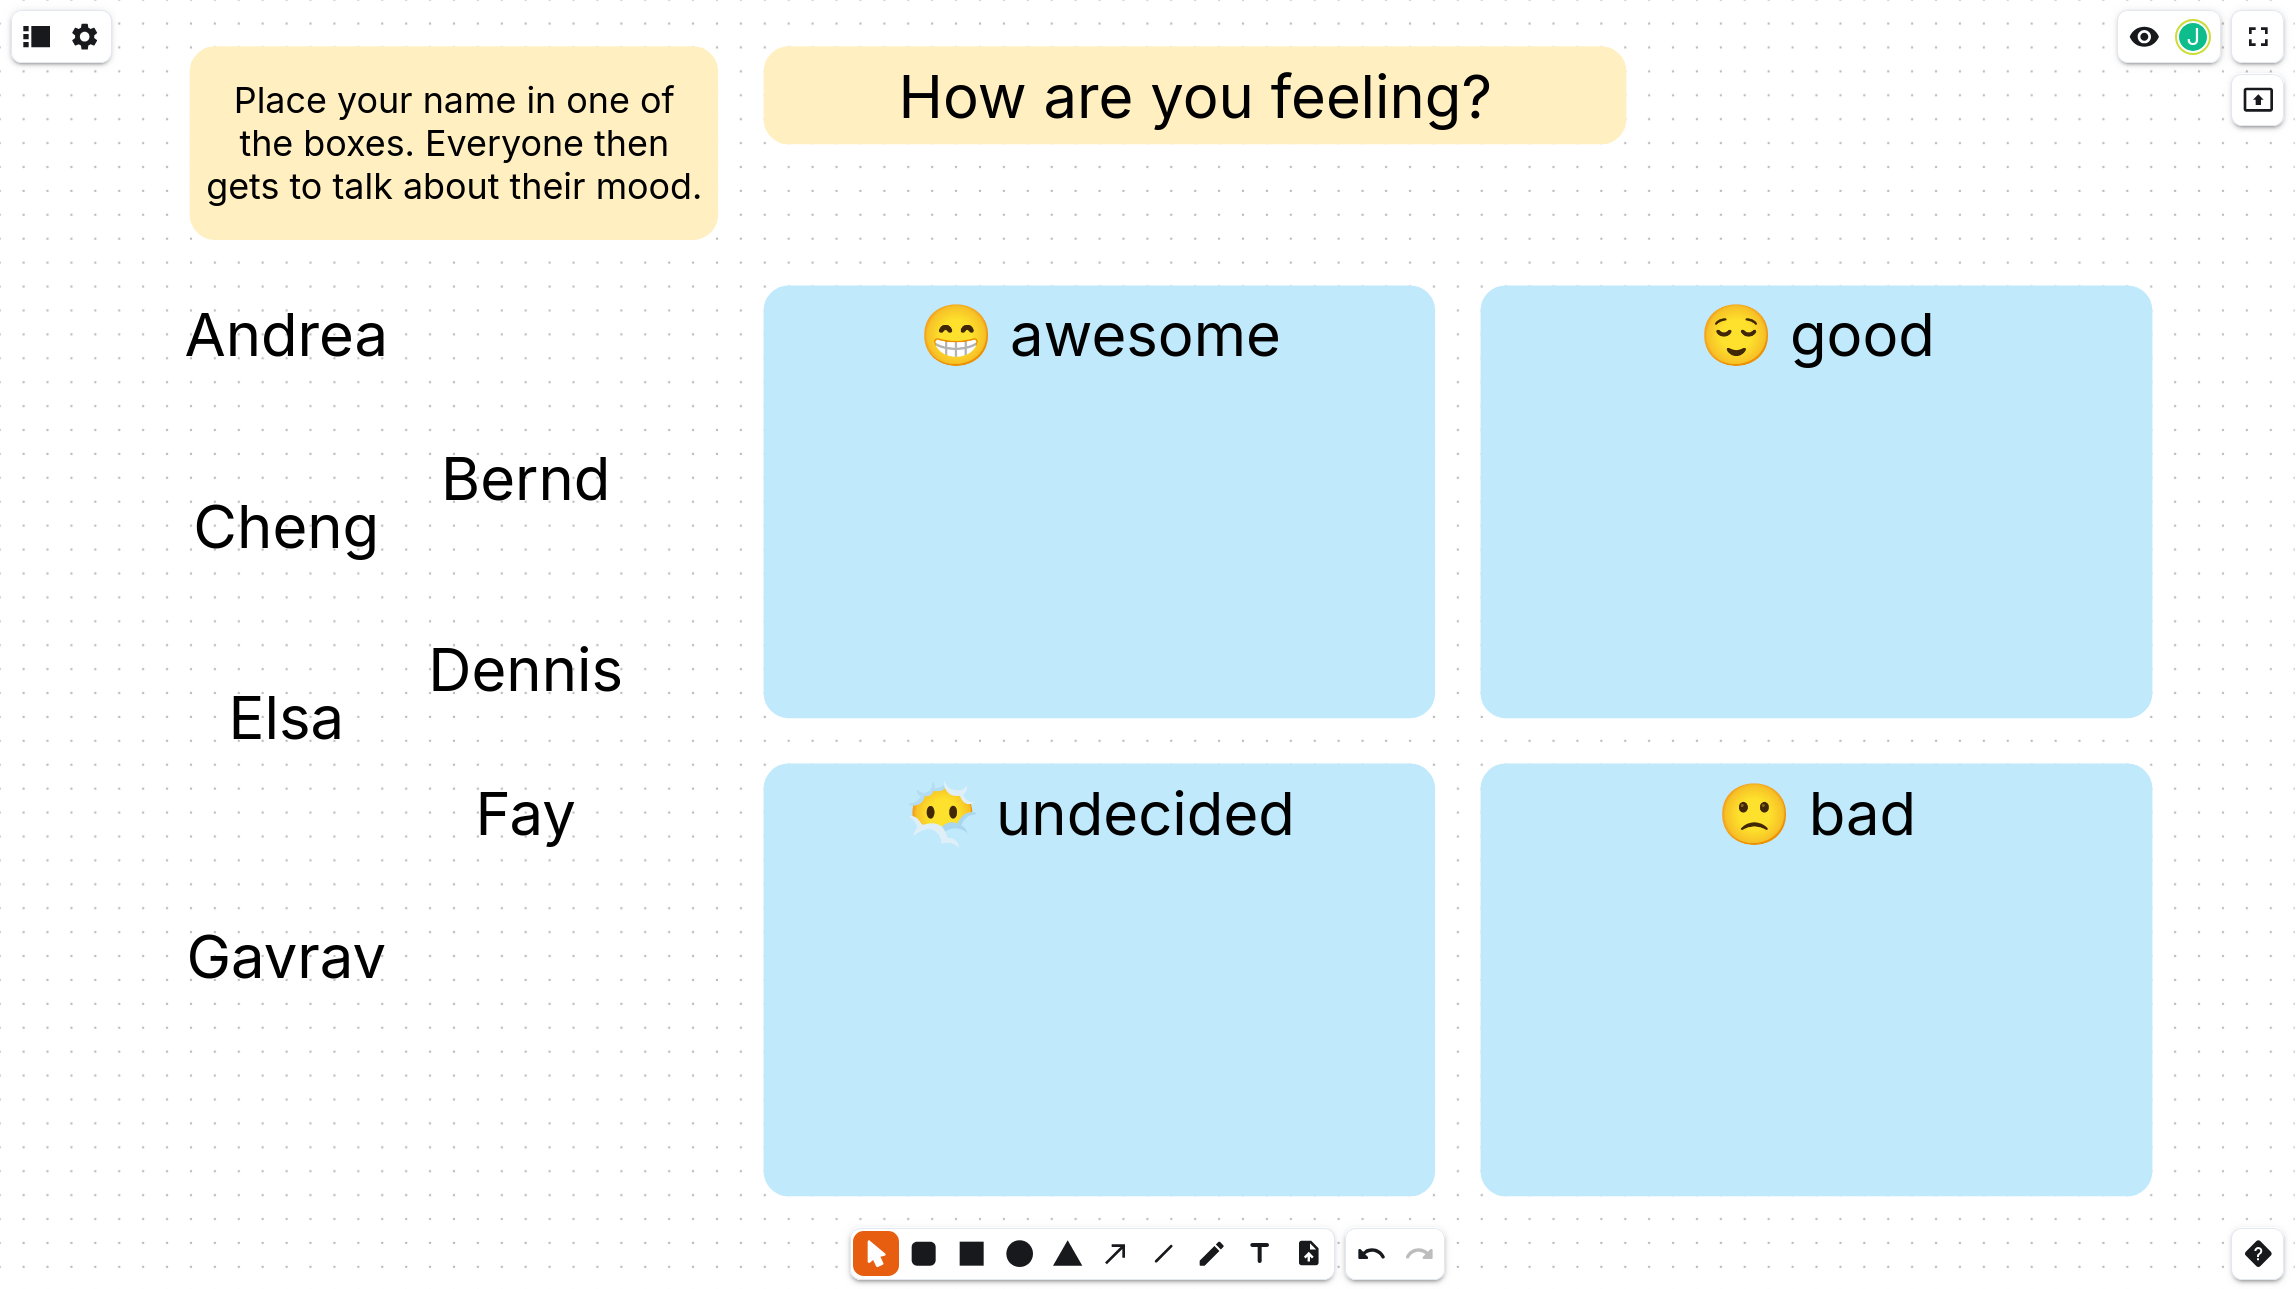 J
Place your name in one of
the boxes. Everyone then
gets to talk about their mood.
How are you feeling?
Andrea
Bernd
Cheng
Dennis
Elsa
Fay
Gavrav
😁 awesome
😌 good
😶‍🌫️ undecided
🙁 bad
T
?